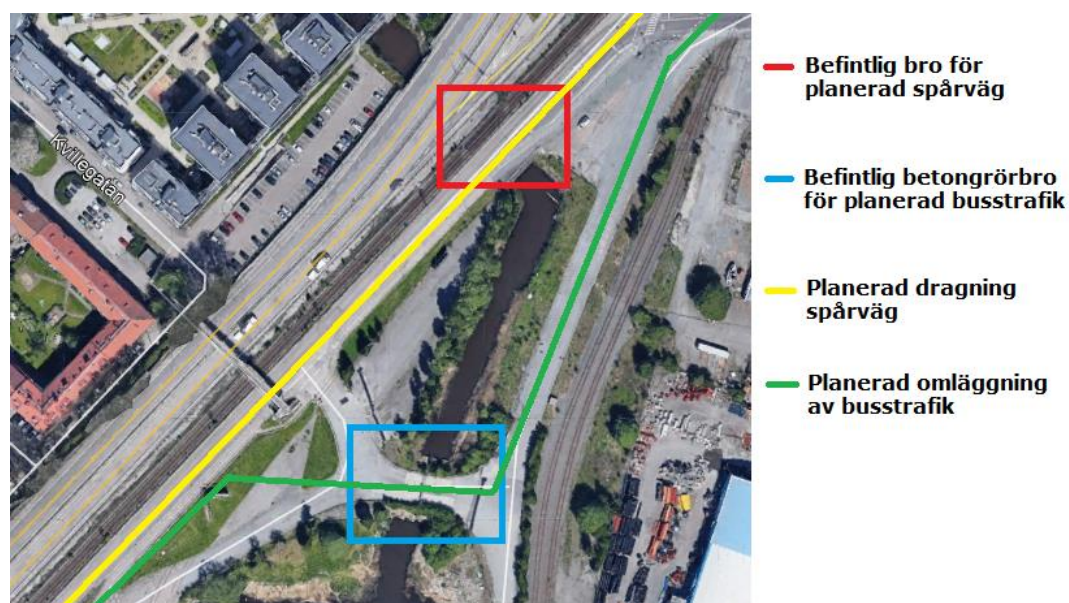 Kvillegatan
Befintlig bro för
planerad spårväg
Befintlig betongrörbro
för planerad busstrafik
Planerad dragning
spårväg
Planerad omläggning
av busstrafik